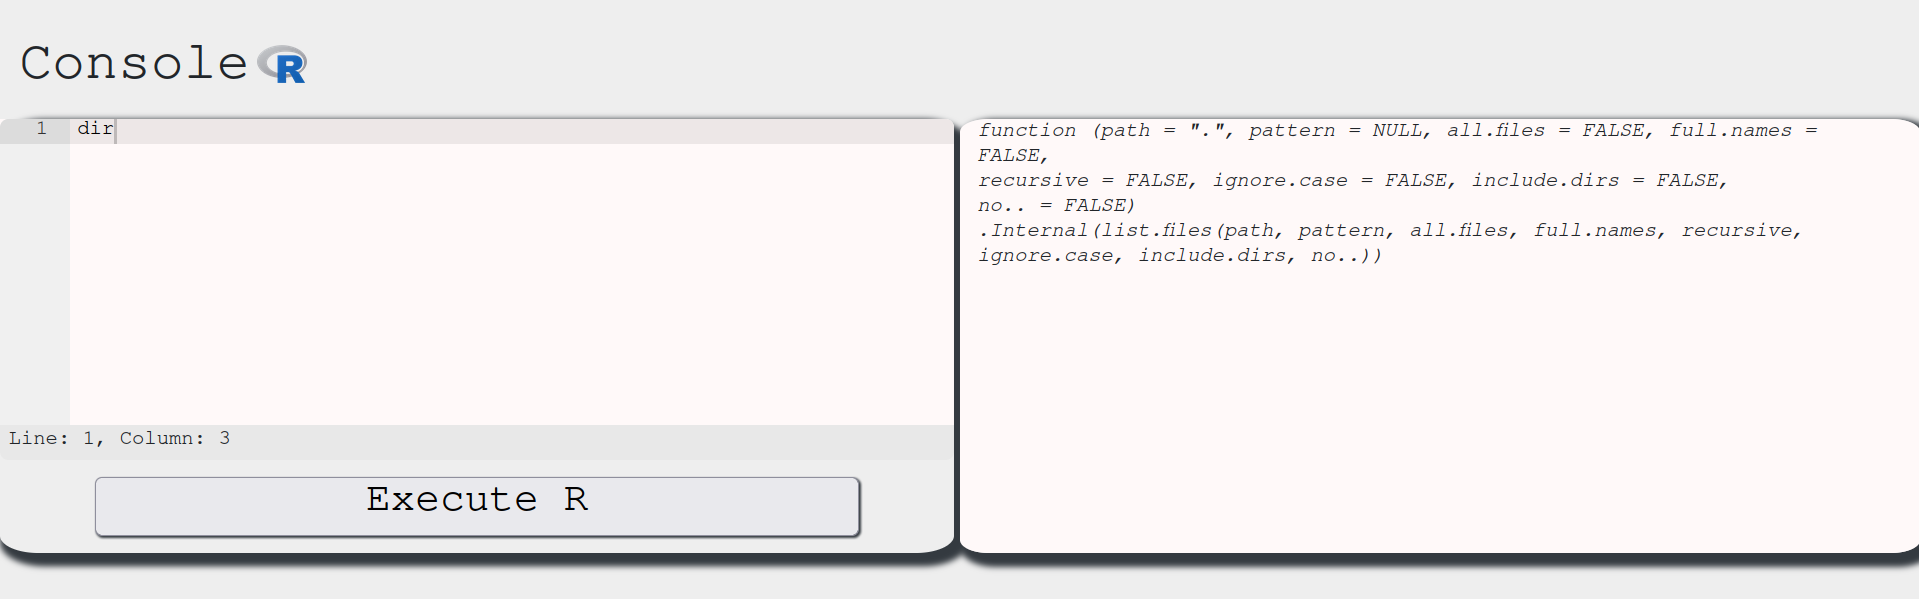 Console R
1 dir
Line: 1, Column: 3
Execute R
function (path = ".", pattern = NULL, all.files = FALSE, full.names =
FALSE,
recursive = FALSE, ignore.case = FALSE, include.dirs = FALSE,
no.. = FALSE)
.Internal(list.files(path, pattern, all.files, full.names, recursive,
ignore.case, include.dirs, no..))